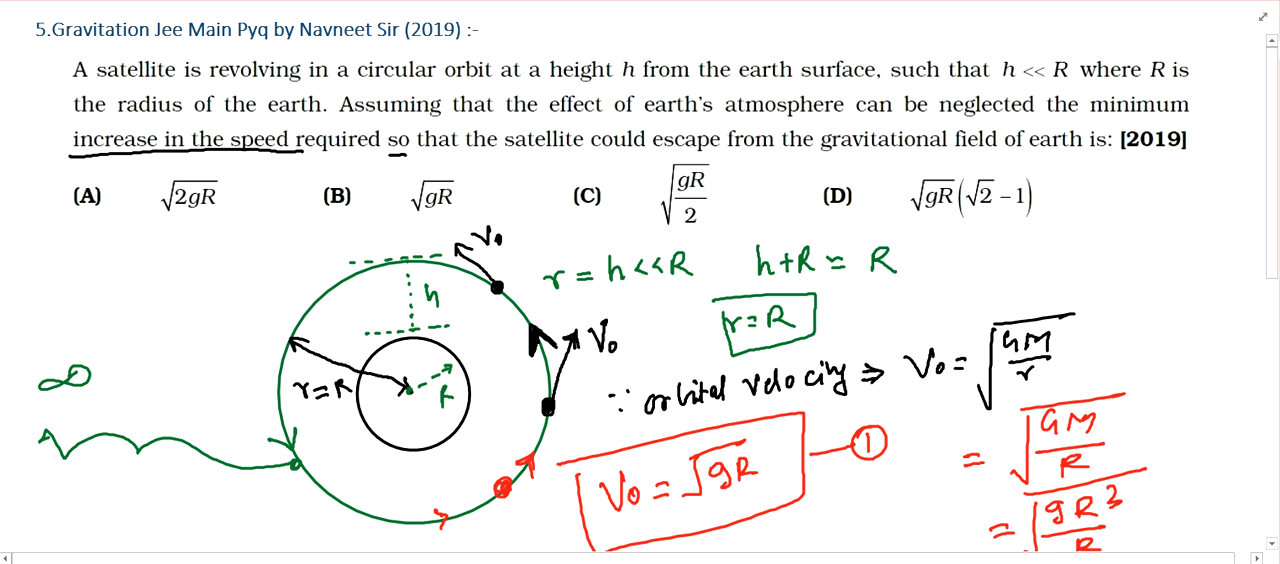 5.Gravitation Jee Main Pyq by Navneet Sir (2019) :-
A satellite is revolving in a circular orbit at a height h from the earth surface, such that h << R where R is
the radius of the earth. Assuming that the effect of earth's atmosphere can be neglected the minimum
increase in the speed required so that the satellite could escape from the gravitational field of earth is: [2019]
(A) √2gR (B) √gR (C) √(gR/2) (D) √gR(√2 – 1)
V₀
r = h<<R h+R ≈ R
h
r=R
V₀
∵ orbital velocity ⇒ V₀ = √(GM/r)
∞
r=R
R
= √(GM/R)
V₀ = √gR — ①
= √(gR²/R)